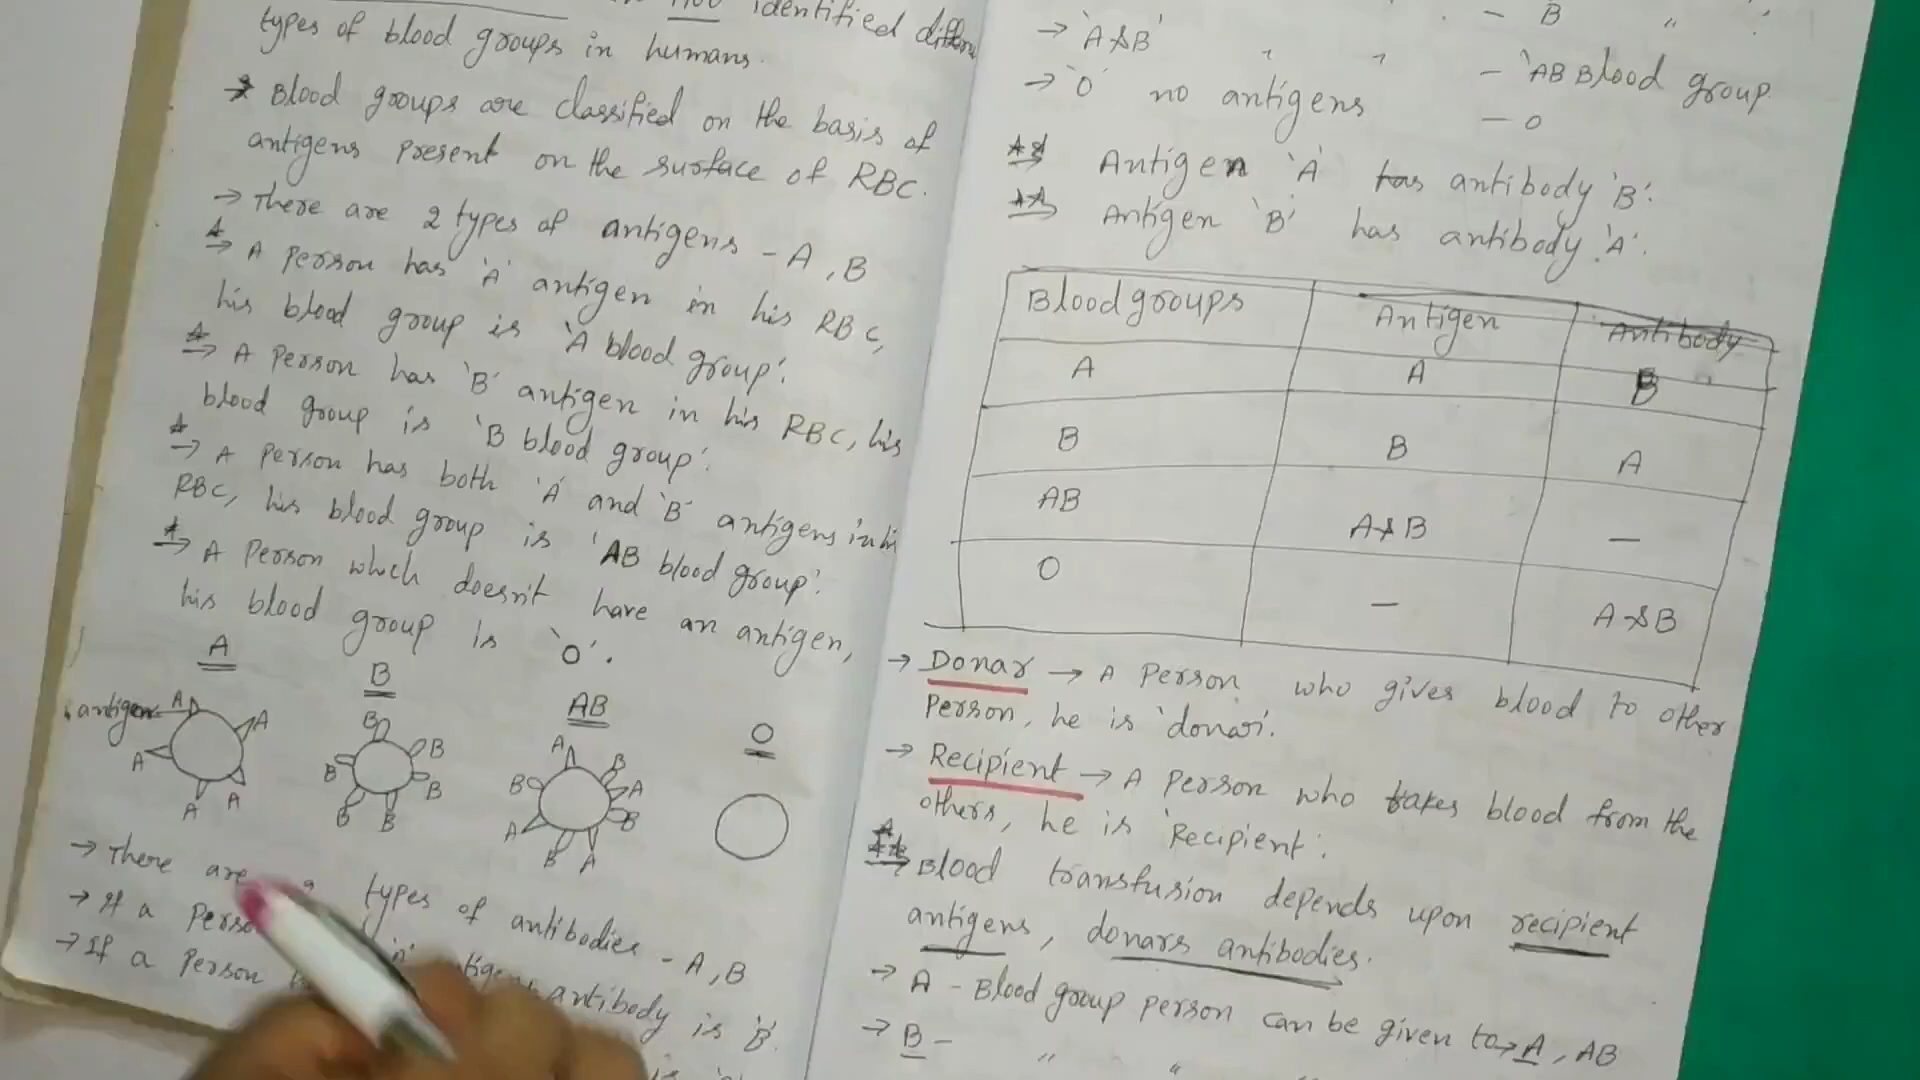 identified
types of blood groups in humans.
→ Blood groups are classified on the basis of
antigens present on the surface of RBC.
→ There are 2 types of antigens - A, B
→ A person has 'A' antigen in his RBC,
his blood group is 'A blood group'.
→ A person has 'B' antigen in his RBC, his
blood group is 'B blood group'.
→ A person has both 'A' and 'B' antigens in
RBC, his blood group is 'AB blood group'.
→ A person which doesn't have an antigen,
his blood group is 'O'.
A B AB O
antigen A A A A A
B B B B B B
A B A B A B A B
→ There are types of antibodies - A, B
→ If a perso
→ If a person antibody is 'B'.
is
- B "
→ 'A & B' " " - 'AB Blood group.
→ 'O' no antigens - O
→ Antigen 'A' has antibody 'B'.
→ Antigen 'B' has antibody 'A'.
Blood groups Antigen Antibody
A A B
B B A
AB A & B —
O — A & B
→ Donar → A person who gives blood to other
person, he is 'donar'.
→ Recipient → A person who takes blood from the
others, he is 'Recipient'.
→ Blood transfusion depends upon recipient
antigens, donars antibodies.
→ A - Blood group person can be given to → A, AB
→ B - " "